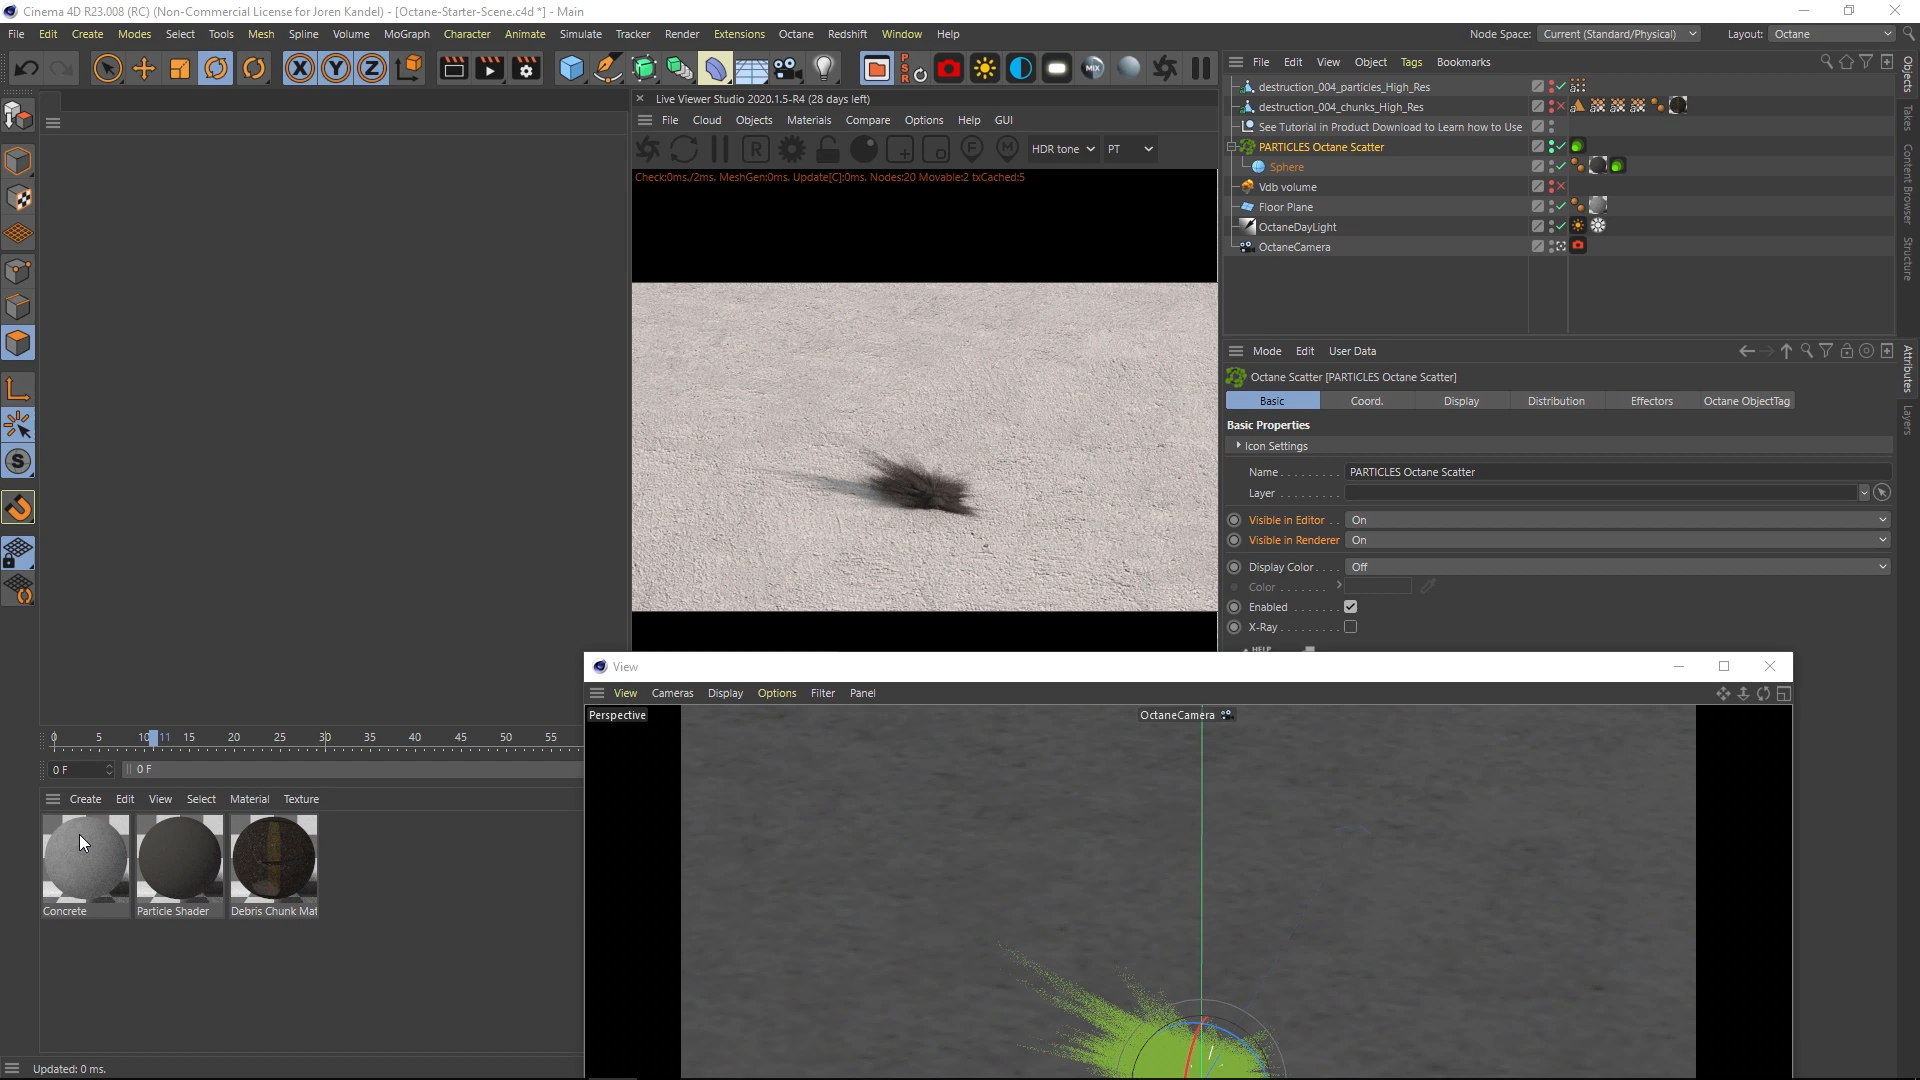 Cinema 4D R23.008 (RC) (Non-Commercial License for Joren Kandel) - [Octane-Starter-Scene.c4d *] - Main
File Edit Create Modes Select Tools Mesh Spline Volume MoGraph Character Animate Simulate Tracker Render Extensions Octane Redshift Window Help
Node Space: Current (Standard/Physical) Layout: Octane
P S R
File Edit View Object Tags Bookmarks
destruction_004_particles_High_Res
destruction_004_chunks_High_Res
See Tutorial in Product Download to Learn how to Use
PARTICLES Octane Scatter
Sphere
Vdb volume
Floor Plane
OctaneDayLight
OctaneCamera
Objects
Takes
Content Browser
Structure
Live Viewer Studio 2020.1.5-R4 (28 days left)
File Cloud Objects Materials Compare Options Help GUI
HDR tone PT
Check:0ms./2ms. MeshGen:0ms. Update[C]:0ms. Nodes:20 Movable:2 txCached:5
Mode Edit User Data
Octane Scatter [PARTICLES Octane Scatter]
Basic Coord. Display Distribution Effectors Octane ObjectTag
Basic Properties
Icon Settings
Name . . . . . . . . . PARTICLES Octane Scatter
Layer . . . . . . . . .
Visible in Editor . . On
Visible in Renderer On
Display Color . . . . Off
Color . . . . . . .
Enabled . . . . . . .
X-Ray . . . . . . . . .
HELP
Attributes
Layers
View
View Cameras Display Options Filter Panel
Perspective
OctaneCamera
0 5 10 11 15 20 25 30 35 40 45 50 55
0 F 0 F
Create Edit View Select Material Texture
Concrete Particle Shader Debris Chunk Mat
Updated: 0 ms.